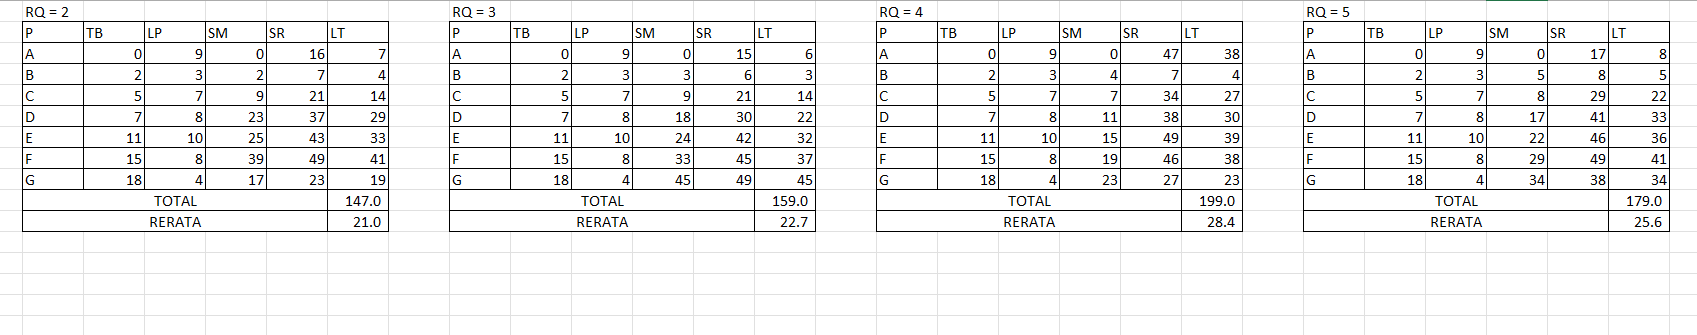 RQ = 2 RQ = 3 RQ = 4 RQ = 5
P TB LP SM SR LT P TB LP SM SR LT P TB LP SM SR LT P TB LP SM SR LT
A 0 9 0 16 7 A 0 9 0 15 6 A 0 9 0 47 38 A 0 9 0 17 8
B 2 3 2 7 4 B 2 3 3 6 3 B 2 3 4 7 4 B 2 3 5 8 5
C 5 7 9 21 14 C 5 7 9 21 14 C 5 7 7 34 27 C 5 7 8 29 22
D 7 8 23 37 29 D 7 8 18 30 22 D 7 8 11 38 30 D 7 8 17 41 33
E 11 10 25 43 33 E 11 10 24 42 32 E 11 10 15 49 39 E 11 10 22 46 36
F 15 8 39 49 41 F 15 8 33 45 37 F 15 8 19 46 38 F 15 8 29 49 41
G 18 4 17 23 19 G 18 4 45 49 45 G 18 4 23 27 23 G 18 4 34 38 34
TOTAL 147.0 TOTAL 159.0 TOTAL 199.0 TOTAL 179.0
RERATA 21.0 RERATA 22.7 RERATA 28.4 RERATA 25.6